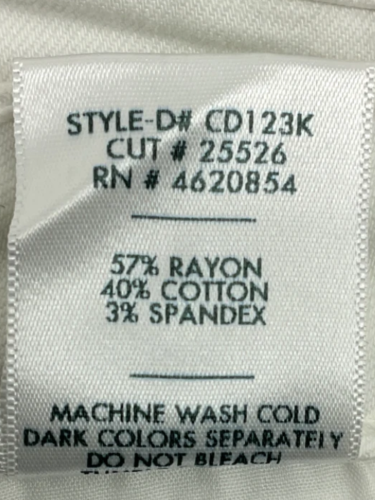 STYLE-D# CD123K
CUT # 25526
RN # 4620854
57% RAYON
40% COTTON
3% SPANDEX
MACHINE WASH COLD
DARK COLORS SEPARATELY
DO NOT BLEACH